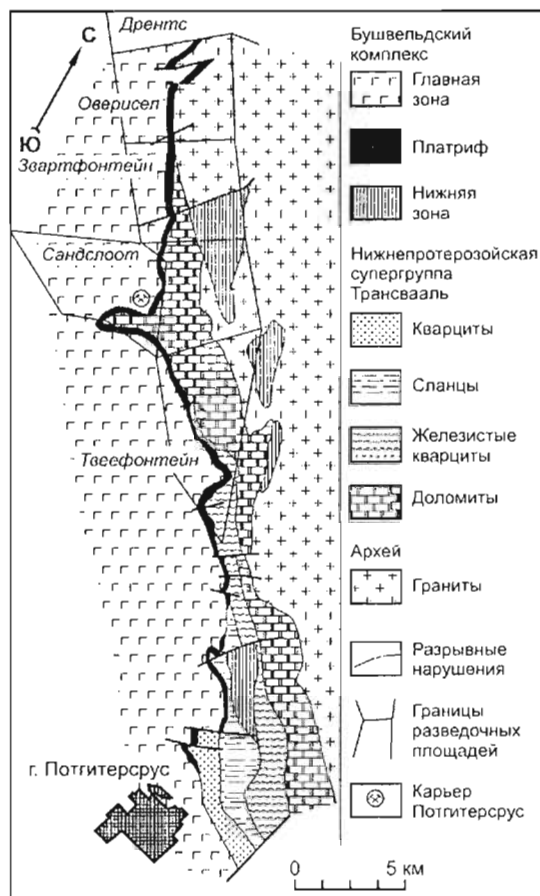 Дрентс
С
Оверисел
Ю
Звартфонтейн
Сандслоот
Твеефонтейн
г. Потгитерсрус
0 5 км
Бушвельдский
комплекс
Главная
зона
Платриф
Нижняя
зона
Нижнепротерозойская
супергруппа
Трансвааль
Кварциты
Сланцы
Железистые
кварциты
Доломиты
Архей
Граниты
Разрывные
нарушения
Границы
разведочных
площадей
Карьер
Потгитерсрус